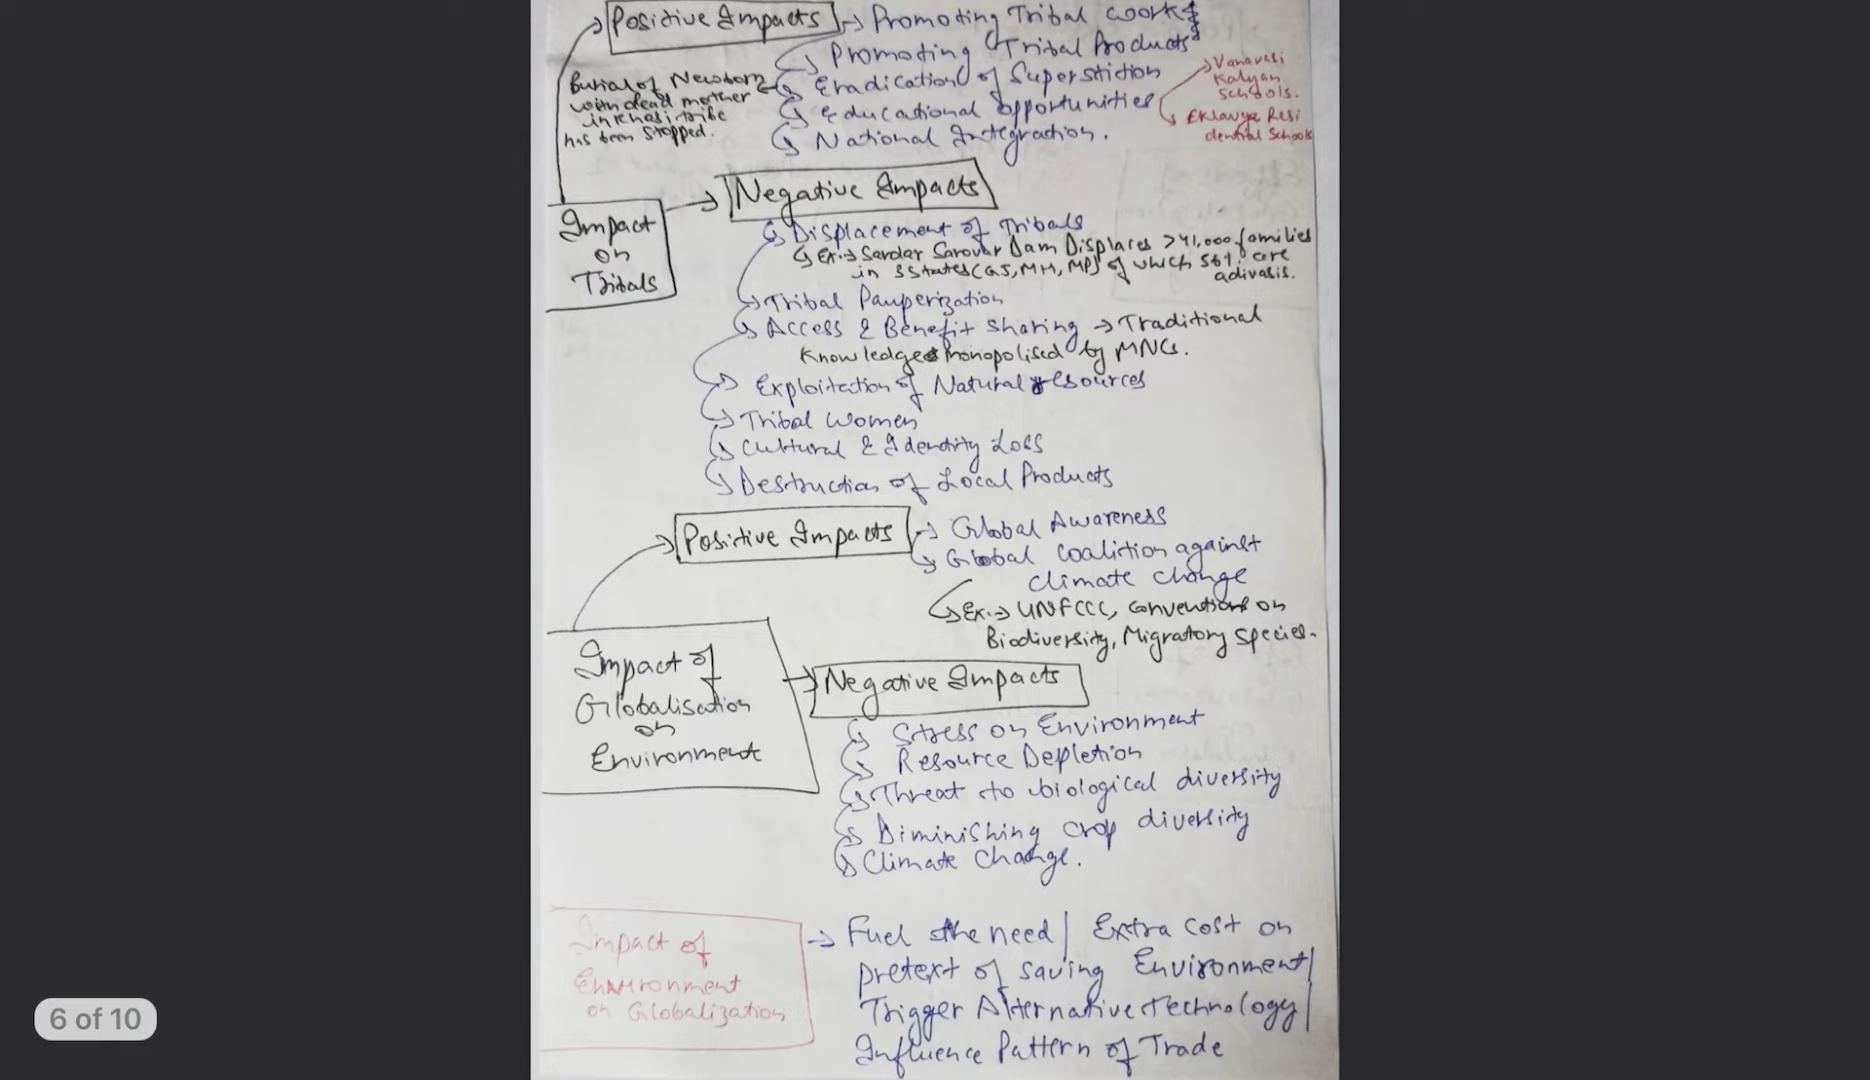 Positive Impacts → Promoting Tribal works
Promoting Tribal Products
Eradication of Superstition
Educational opportunities
National Integration.
Burial of Newborn
with dead mother
in Khasi tribe
has been stopped.
Vanavasi
Kalyan
Schools.
Eklavya Resi
dential Schools
Impact
on
Tribals
Negative Impacts
Displacement of Tribals
Ex. → Sardar Sarovar Dam Displaces >41,000 families
in 3 states (GJ, MH, MP) of which 56% are
adivasis.
Tribal Pauperization
Access & Benefit Sharing → Traditional
Knowledge monopolised by MNCs.
Exploitation of Natural resources
Tribal Women
Cultural & Identity Loss
Destruction of Local Products
Positive Impacts → Global Awareness
Global coalition against
climate change
Ex. → UNFCCC, Conventions on
Biodiversity, Migratory Species.
Impact of
Globalisation
on
Environment
Negative Impacts
Stress on Environment
Resource Depletion
Threat to biological diversity
Diminishing crop diversity
Climate Change.
Impact of
Environment
on Globalization
→ Fuel the need | Extra cost on
pretext of saving Environment |
Trigger Alternative Technology |
Influence Pattern of Trade
6 of 10